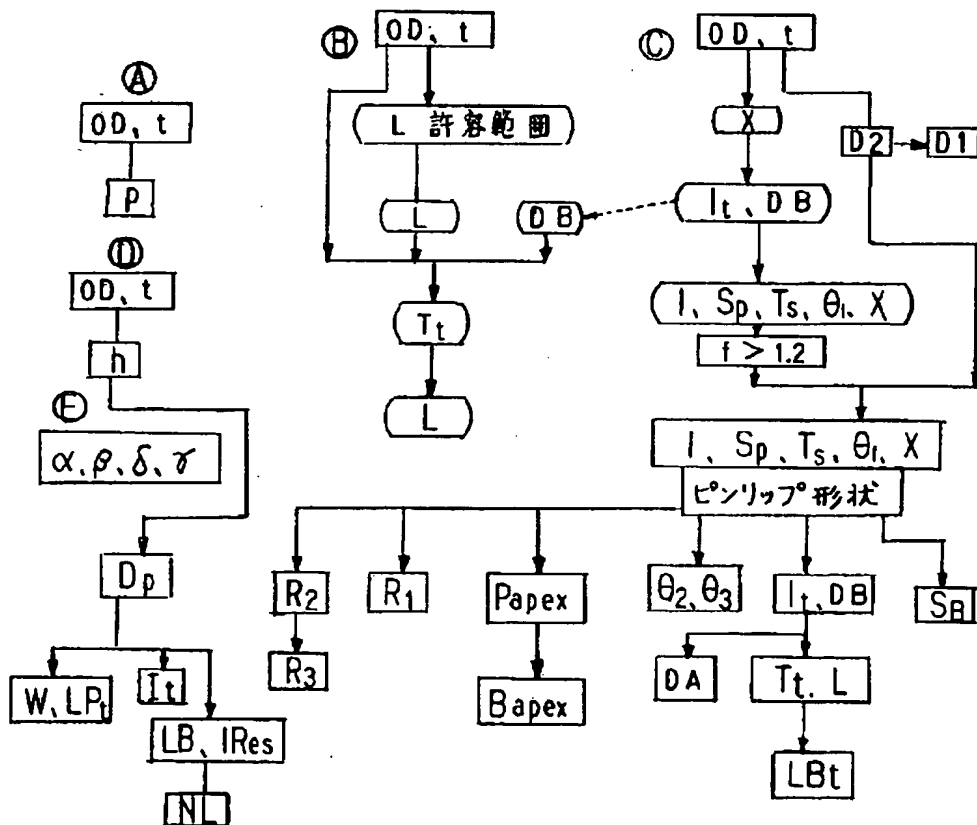 Ⓐ
OD、t
P
Ⓑ
OD、t
L 許容範囲
L
DB
Tt
L
Ⓒ
OD、t
X
D2
D1
It、DB
I、Sp、Ts、θ1、X
f > 1.2
I、Sp、Ts、θ1、X
ピンリップ形状
R2
R1
Papex
θ2、θ3
It、DB
SB
R3
Bapex
DA
Tt、L
LBt
Ⓓ
OD、t
h
Ⓔ
α、β、δ、γ
Dp
W、LPt
It
LB、IRes
NL